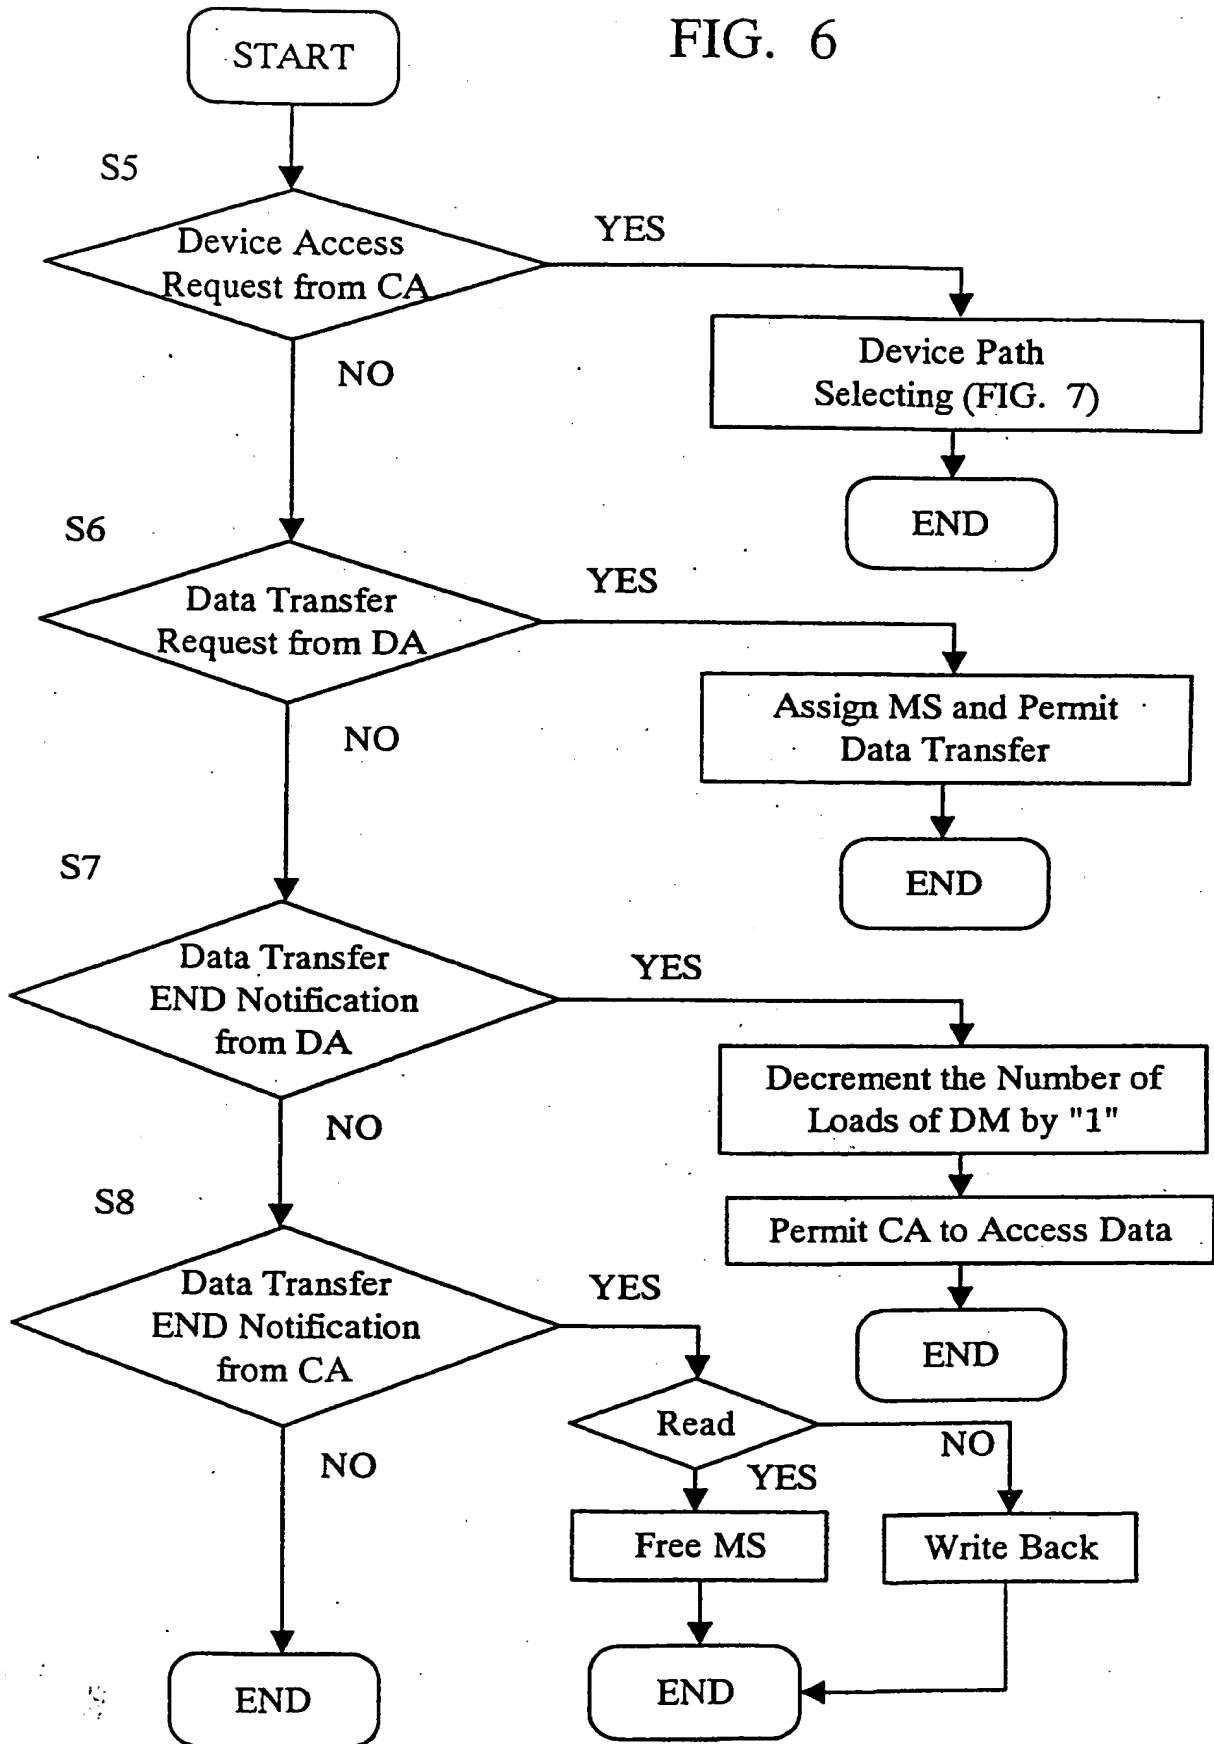 FIG. 6
START
S5
Device Access
Request from CA
YES
NO
Device Path
Selecting (FIG. 7)
END
S6
Data Transfer
Request from DA
YES
NO
Assign MS and Permit
Data Transfer
END
S7
Data Transfer
END Notification
from DA
YES
NO
Decrement the Number of
Loads of DM by "1"
Permit CA to Access Data
END
S8
Data Transfer
END Notification
from CA
YES
NO
Read
NO
YES
Free MS
Write Back
END
END